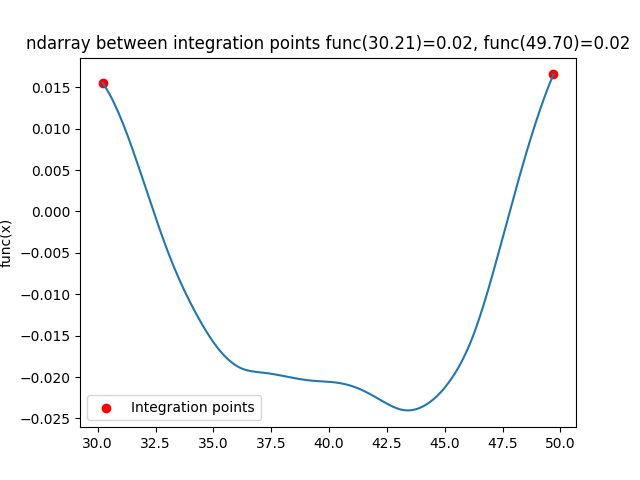 ndarray between integration points func(30.21)=0.02, func(49.70)=0.02
func(x)
0.015
0.010
0.005
0.000
−0.005
−0.010
−0.015
−0.020
−0.025
Integration points
30.0 32.5 35.0 37.5 40.0 42.5 45.0 47.5 50.0